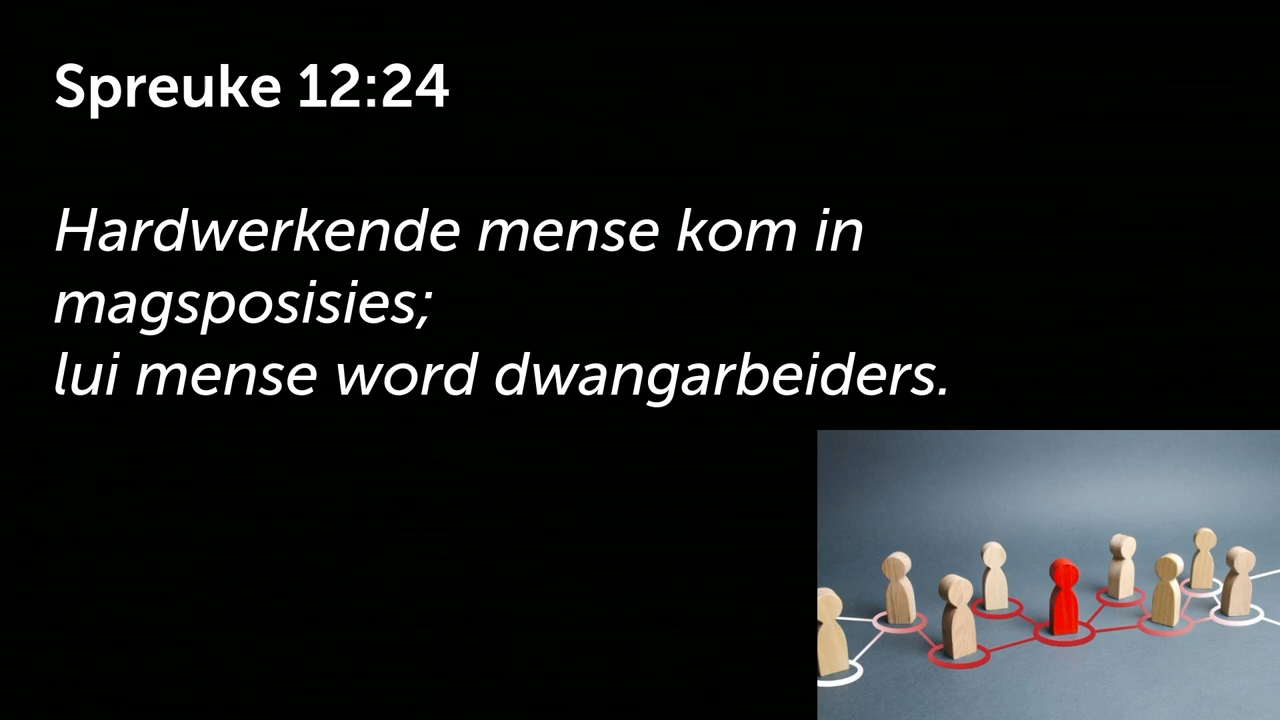 Spreuke 12:24
Hardwerkende mense kom in
magsposisies;
lui mense word dwangarbeiders.